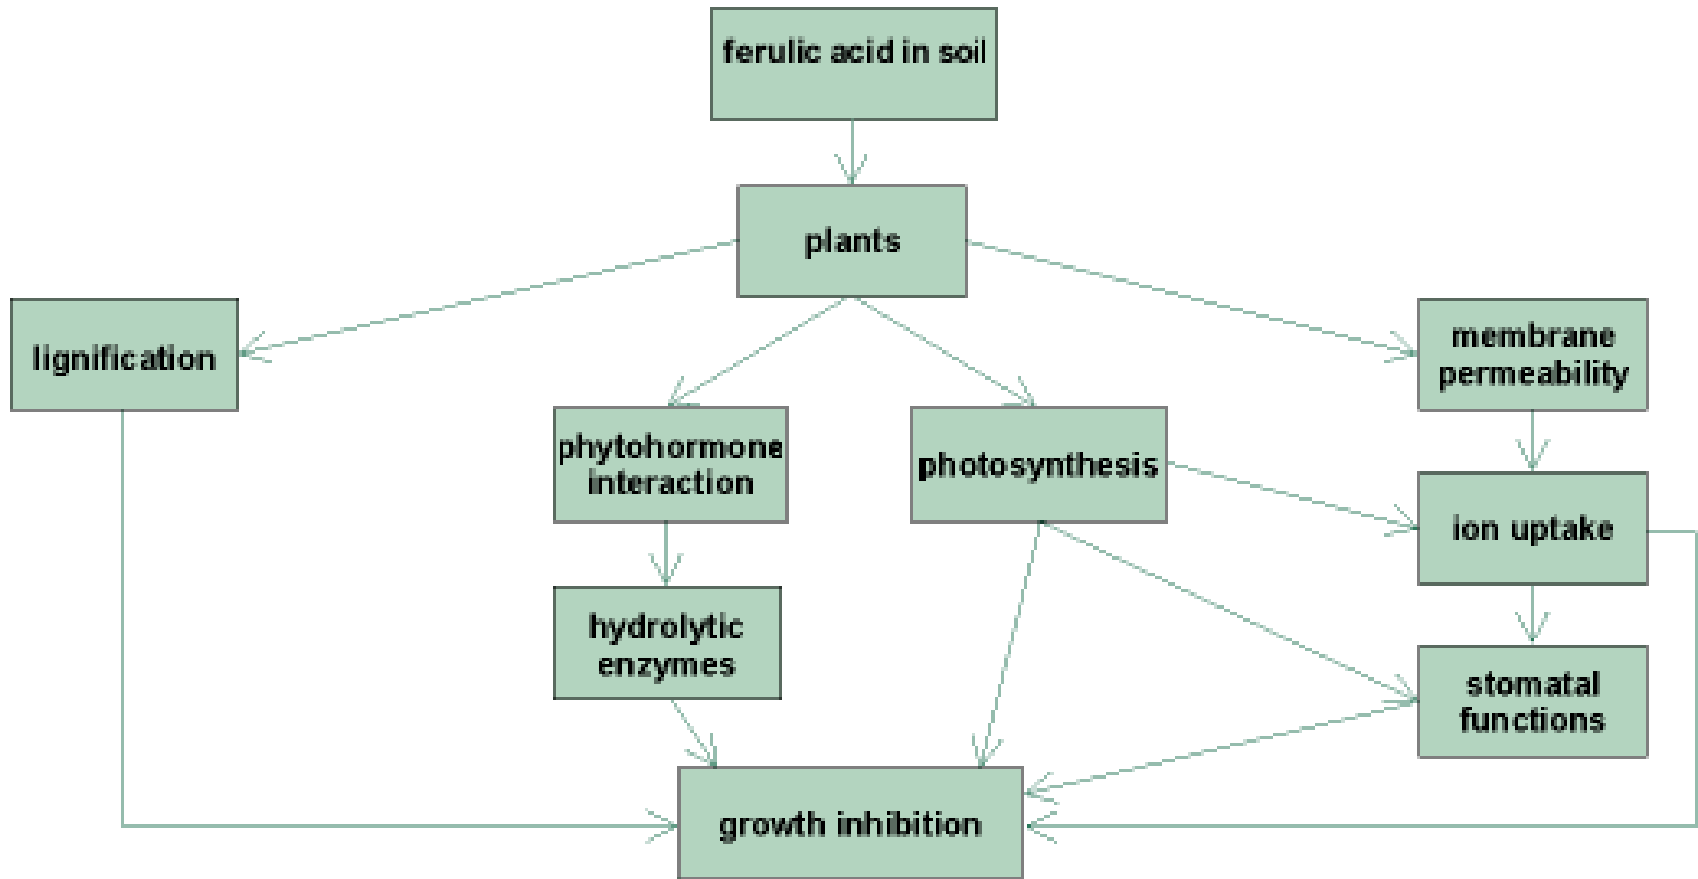 ferulic acid in soil
plants
lignification
membrane
permeability
phytohormone
interaction
photosynthesis
ion uptake
hydrolytic
enzymes
stomatal
functions
growth inhibition